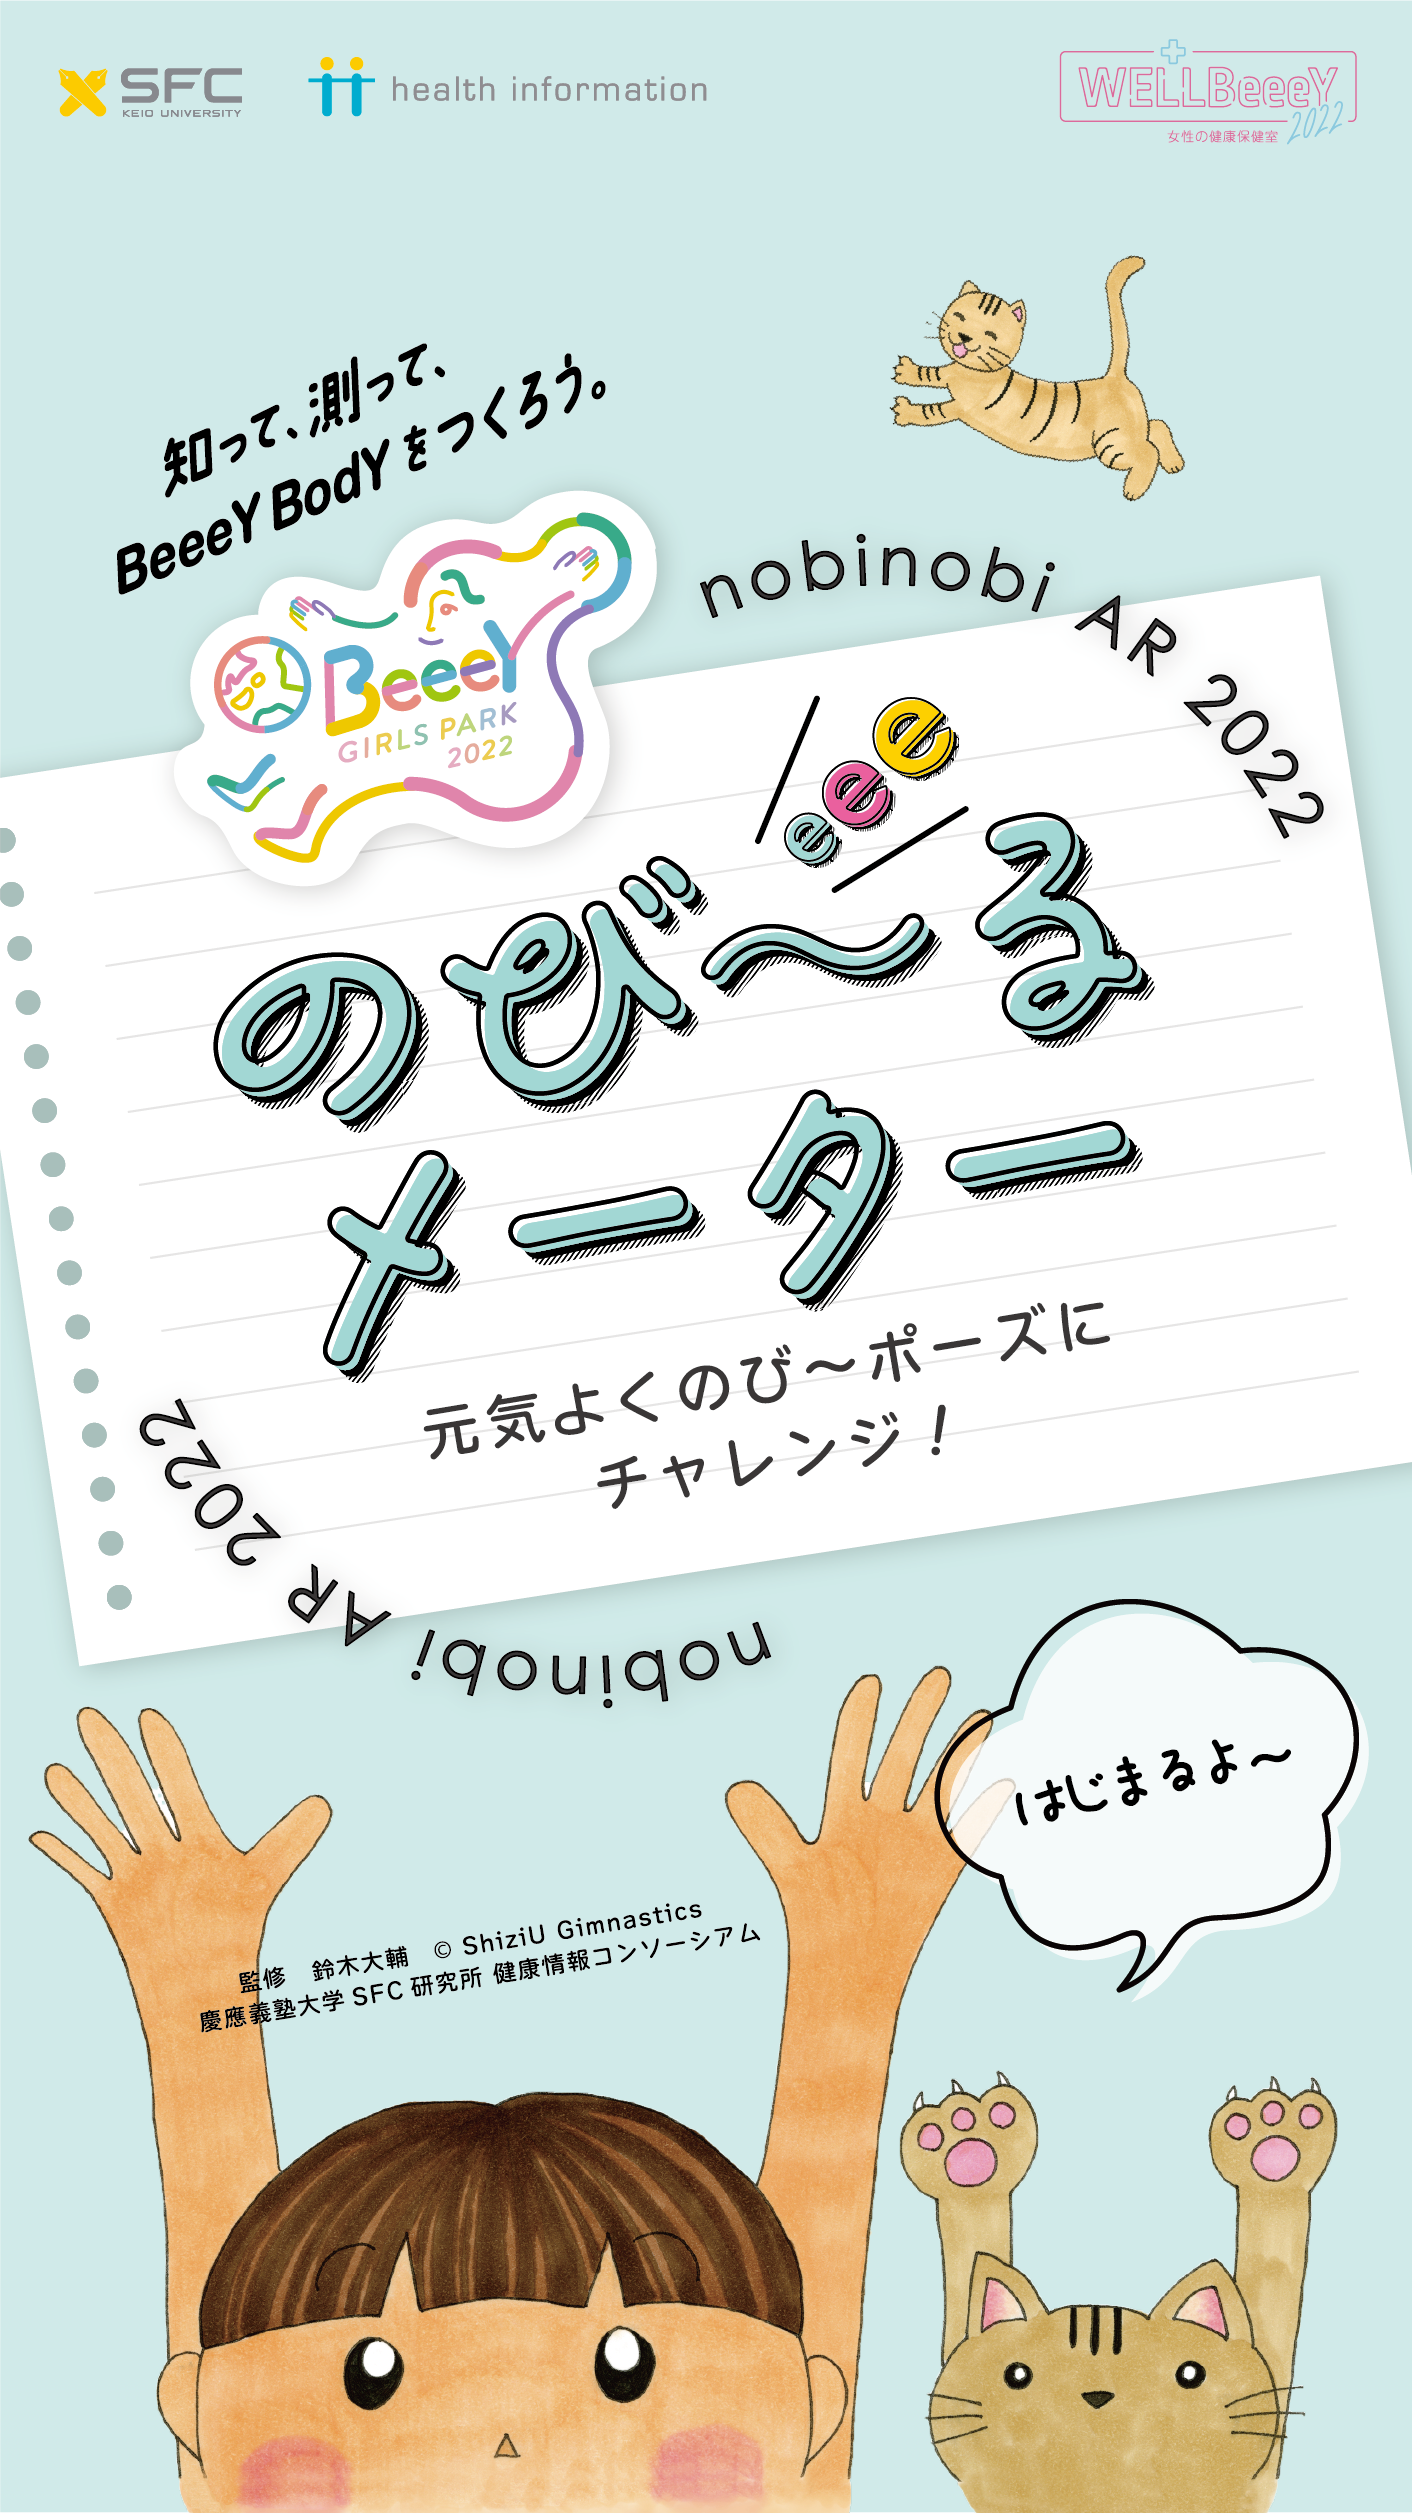 SFC
KEIO UNIVERSITY
health information
WELLBeeeY
2022
女性の健康保健室
知って、測って、
BeeeY BodY をつくろう。
BeeeY
GIRLS PARK
2022
nobinobi AR 2022
eee
のび〜る
メーター
元気よくのび〜ポーズに
チャレンジ！
nobinobi AR 2022
はじまるよ〜
監修　鈴木大輔　© ShiziU Gimnastics
慶應義塾大学 SFC 研究所 健康情報コンソーシアム